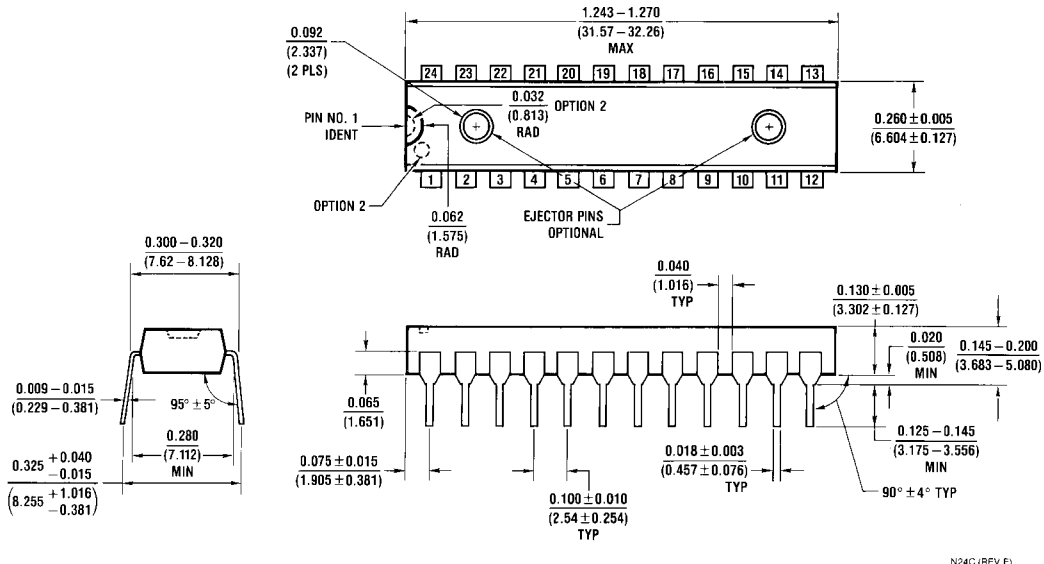 1.243 – 1.270
(31.57 – 32.26)
MAX
0.092
(2.337)
(2 PLS)
24 23 22 21 20 19 18 17 16 15 14 13
0.032
(0.813)
RAD
OPTION 2
PIN NO. 1
IDENT
0.260 ± 0.005
(6.604 ± 0.127)
1 2 3 4 5 6 7 8 9 10 11 12
OPTION 2
0.062
(1.575)
RAD
EJECTOR PINS
OPTIONAL
0.300 – 0.320
(7.62 – 8.128)
0.040
(1.016)
TYP
0.130 ± 0.005
(3.302 ± 0.127)
0.020
(0.508)
MIN
0.145 – 0.200
(3.683 – 5.080)
0.009 – 0.015
(0.229 – 0.381)
95° ± 5°
0.280
(7.112)
MIN
0.325 +0.040 −0.015
(8.255 +1.016 −0.381)
0.065
(1.651)
0.075 ± 0.015
(1.905 ± 0.381)
0.100 ± 0.010
(2.54 ± 0.254)
TYP
0.018 ± 0.003
(0.457 ± 0.076)
TYP
0.125 – 0.145
(3.175 – 3.556)
MIN
90° ± 4° TYP
N24C (REV F)